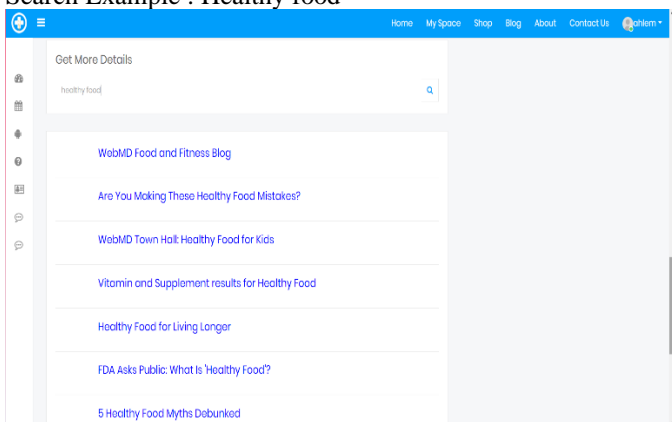 Search Example : Healthy food
Home My Space Shop Blog About Contact Us ahlem
Get More Details
healthy food
WebMD Food and Fitness Blog
Are You Making These Healthy Food Mistakes?
WebMD Town Hall: Healthy Food for Kids
Vitamin and Supplement results for Healthy Food
Healthy Food for Living Longer
FDA Asks Public: What Is 'Healthy Food'?
5 Healthy Food Myths Debunked